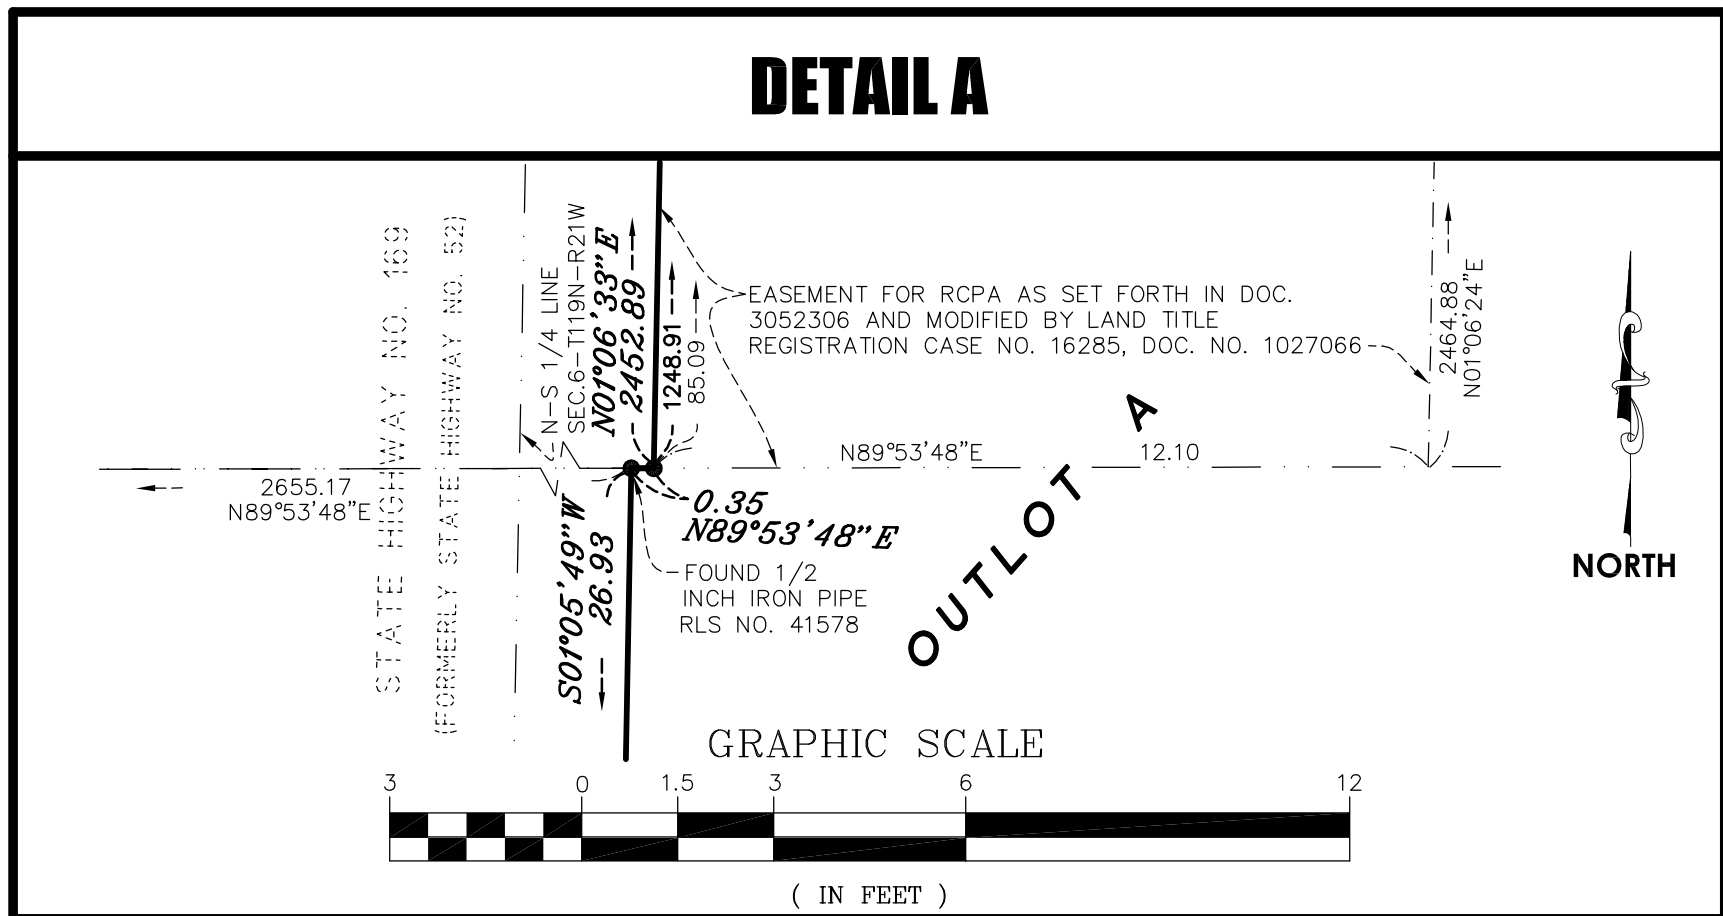 DETAIL A
STATE HIGHWAY NO. 169
(FORMERLY STATE HIGHWAY NO. 52)
N-S 1/4 LINE
SEC.6-T119N-R21W
N01°06'33"E
2452.89
1248.91
85.09
EASEMENT FOR RCPA AS SET FORTH IN DOC.
3052306 AND MODIFIED BY LAND TITLE
REGISTRATION CASE NO. 16285, DOC. NO. 1027066
2464.88
N01°06'24"E
N89°53'48"E
12.10
2655.17
N89°53'48"E
0.35
N89°53'48"E
S01°05'49"W
26.93
FOUND 1/2
INCH IRON PIPE
RLS NO. 41578
OUTLOT A
NORTH
GRAPHIC SCALE
3 0 1.5 3 6 12
( IN FEET )